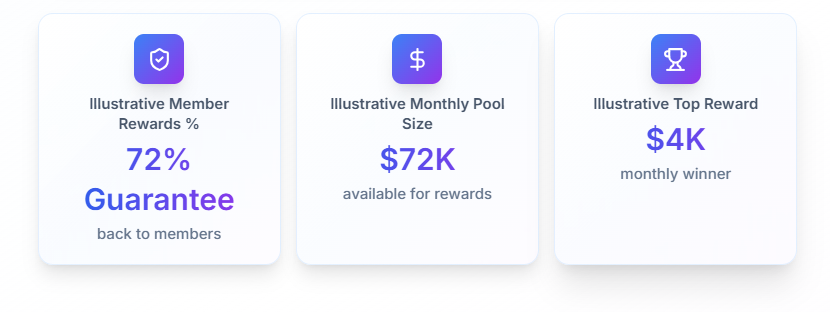 Illustrative Member
Rewards %
72%
Guarantee
back to members
Illustrative Monthly Pool
Size
$72K
available for rewards
Illustrative Top Reward
$4K
monthly winner